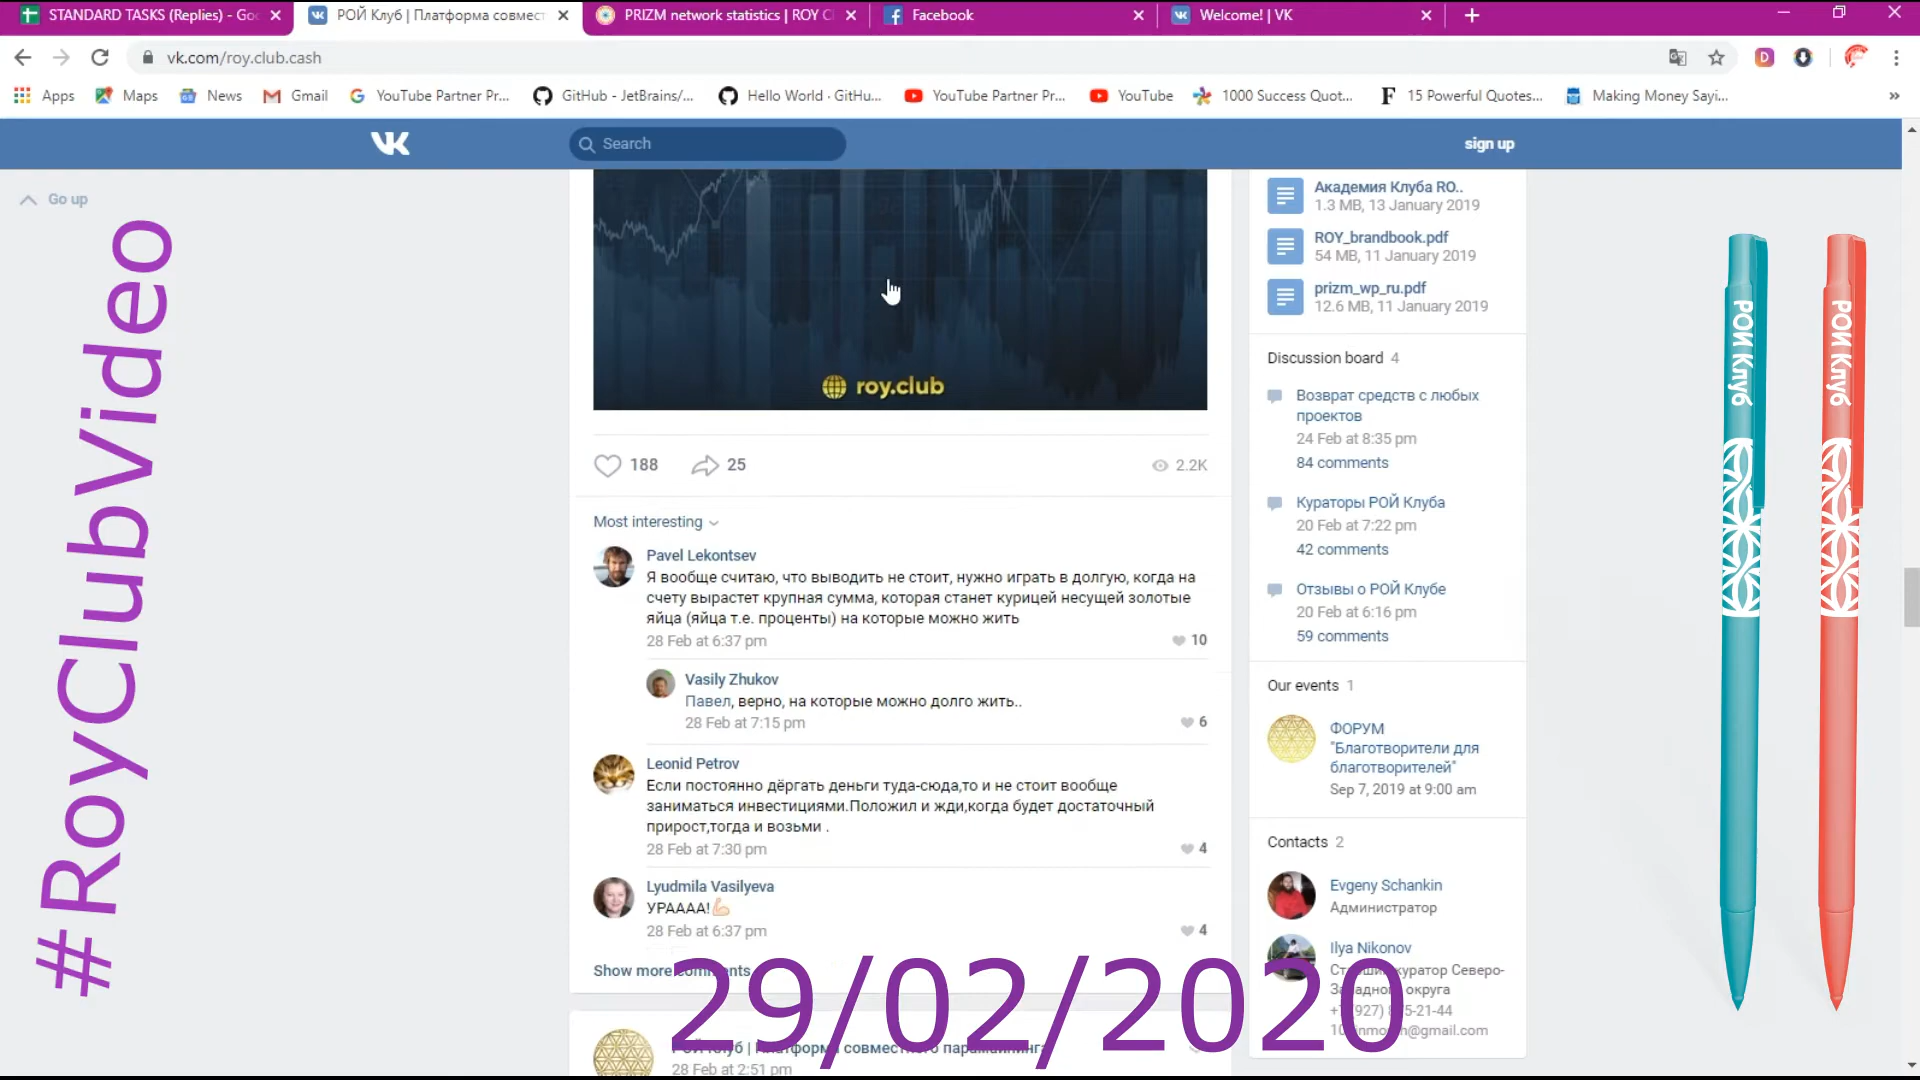 STANDARD TASKS (Replies) - Goo
РОЙ Клуб | Платформа совмест
PRIZM network statistics | ROY C
Facebook
Welcome! | VK
vk.com/roy.club.cash
Apps
Maps
News
Gmail
YouTube Partner Pr...
GitHub - JetBrains/...
Hello World · GitHu...
YouTube Partner Pr...
YouTube
1000 Success Quot...
15 Powerful Quotes...
Making Money Sayi...
Search
sign up
Go up
#RoyClubVideo
roy.club
188
25
2.2K
Most interesting
Pavel Lekontsev
Я вообще считаю, что выводить не стоит, нужно играть в долгую, когда на
счету вырастет крупная сумма, которая станет курицей несущей золотые
яйца (яйца т.е. проценты) на которые можно жить
28 Feb at 6:37 pm
10
Vasily Zhukov
Павел, верно, на которые можно долго жить..
28 Feb at 7:15 pm
6
Leonid Petrov
Если постоянно дёргать деньги туда-сюда,то и не стоит вообще
заниматься инвестициями.Положил и жди,когда будет достаточный
прирост,тогда и возьми .
28 Feb at 7:30 pm
4
Lyudmila Vasilyeva
УРАААА!
28 Feb at 6:37 pm
4
Show more comments
29/02/2020
РОЙ Клуб | Платформа совместного парамайнинга
28 Feb at 2:51 pm
Академия Клуба RO..
1.3 MB, 13 January 2019
ROY_brandbook.pdf
54 MB, 11 January 2019
prizm_wp_ru.pdf
12.6 MB, 11 January 2019
Discussion board 4
Возврат средств с любых
проектов
24 Feb at 8:35 pm
84 comments
Кураторы РОЙ Клуба
20 Feb at 7:22 pm
42 comments
Отзывы о РОЙ Клубе
20 Feb at 6:16 pm
59 comments
Our events 1
ФОРУМ
"Благотворители для
благотворителей"
Sep 7, 2019 at 9:00 am
Contacts 2
Evgeny Schankin
Администратор
Ilya Nikonov
Старший куратор Северо-
Западного округа
РОЙ Клуб
РОЙ Клуб